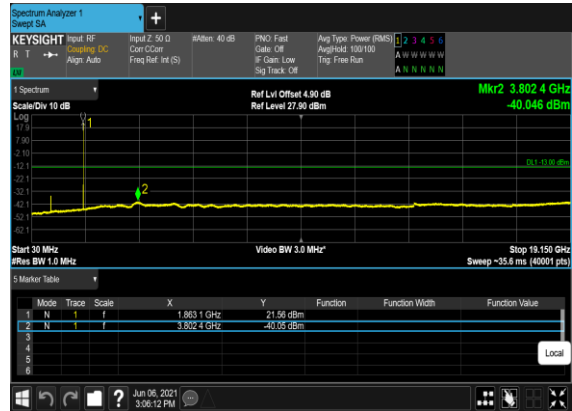 Spectrum Analyzer 1
Swept SA
+
KEYSIGHT Input: RF Input Z: 50 Ω #Atten: 40 dB PNO: Fast Avg Type: Power (RMS) 1 2 3 4 5 6
R T Coupling: DC Corr CCorr Gate: Off Avg|Hold: 100/100 A W W W W W
Align: Auto Freq Ref: Int (S) IF Gain: Low Trig: Free Run
LW Sig Track: Off A N N N N N
1 Spectrum Ref Lvl Offset 4.90 dB Mkr2 3.802 4 GHz
Scale/Div 10 dB Ref Level 27.90 dBm -40.046 dBm
Log
17.9 1
7.90
-2.10
-12.1 DL1 -13.00 dBm
-22.1
-32.1 2
-42.1
-52.1
-62.1
Start 30 MHz Video BW 3.0 MHz* Stop 19.150 GHz
#Res BW 1.0 MHz Sweep ~35.6 ms (40001 pts)
5 Marker Table
Mode Trace Scale X Y Function Function Width Function Value
1 N 1 f 1.863 1 GHz 21.56 dBm
2 N 1 f 3.802 4 GHz -40.05 dBm
3
4
5
6
Local
? Jun 06, 2021
3:06:12 PM